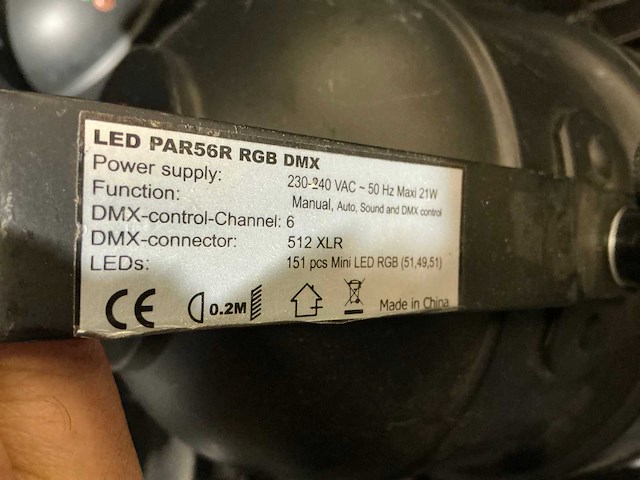 LED PAR56R RGB DMX
Power supply: 230-240 VAC ~ 50 Hz Maxi 21W
Function: Manual, Auto, Sound and DMX control
DMX-control-Channel: 6
DMX-connector: 512 XLR
LEDs: 151 pcs Mini LED RGB (51,49,51)
CE 0.2M Made in China